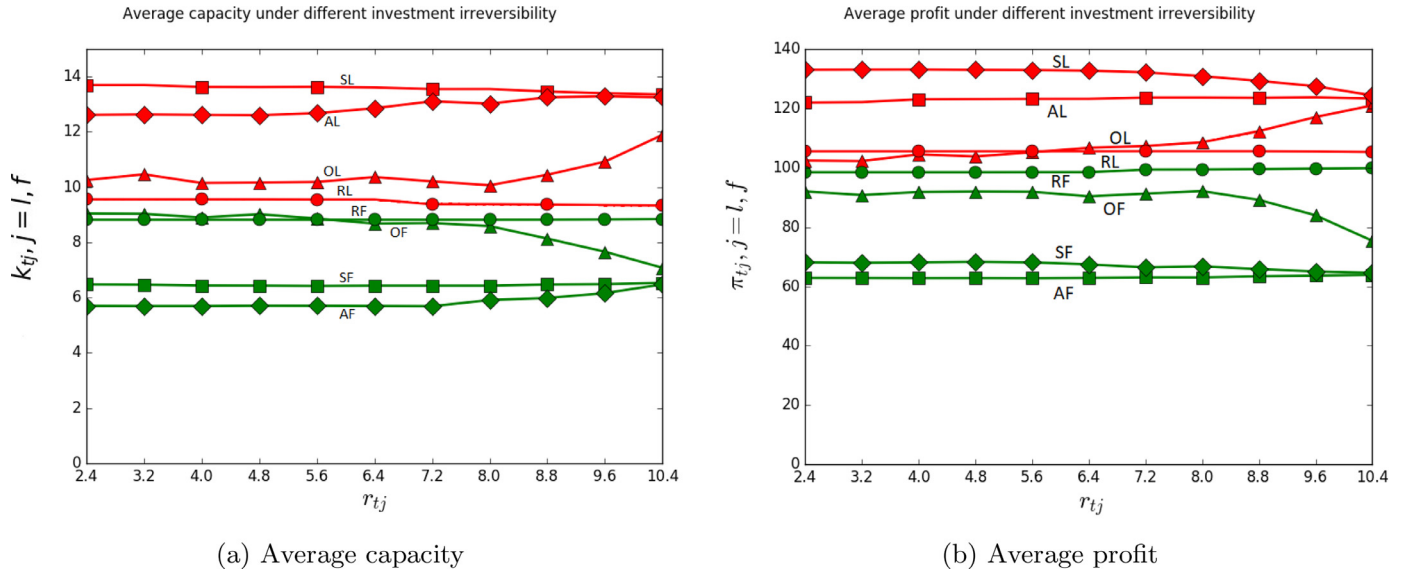 Average capacity under different investment irreversibility
14
12
10
8
6
4
2
0
k_{tj}, j = l, f
SL
AL
OL
RL
RF
OF
SF
AF
2.4 3.2 4.0 4.8 5.6 6.4 7.2 8.0 8.8 9.6 10.4
r_{tj}
(a) Average capacity
Average profit under different investment irreversibility
140
120
100
80
60
40
20
0
π_{tj}, j = l, f
SL
AL
OL
RL
RF
OF
SF
AF
2.4 3.2 4.0 4.8 5.6 6.4 7.2 8.0 8.8 9.6 10.4
r_{tj}
(b) Average profit